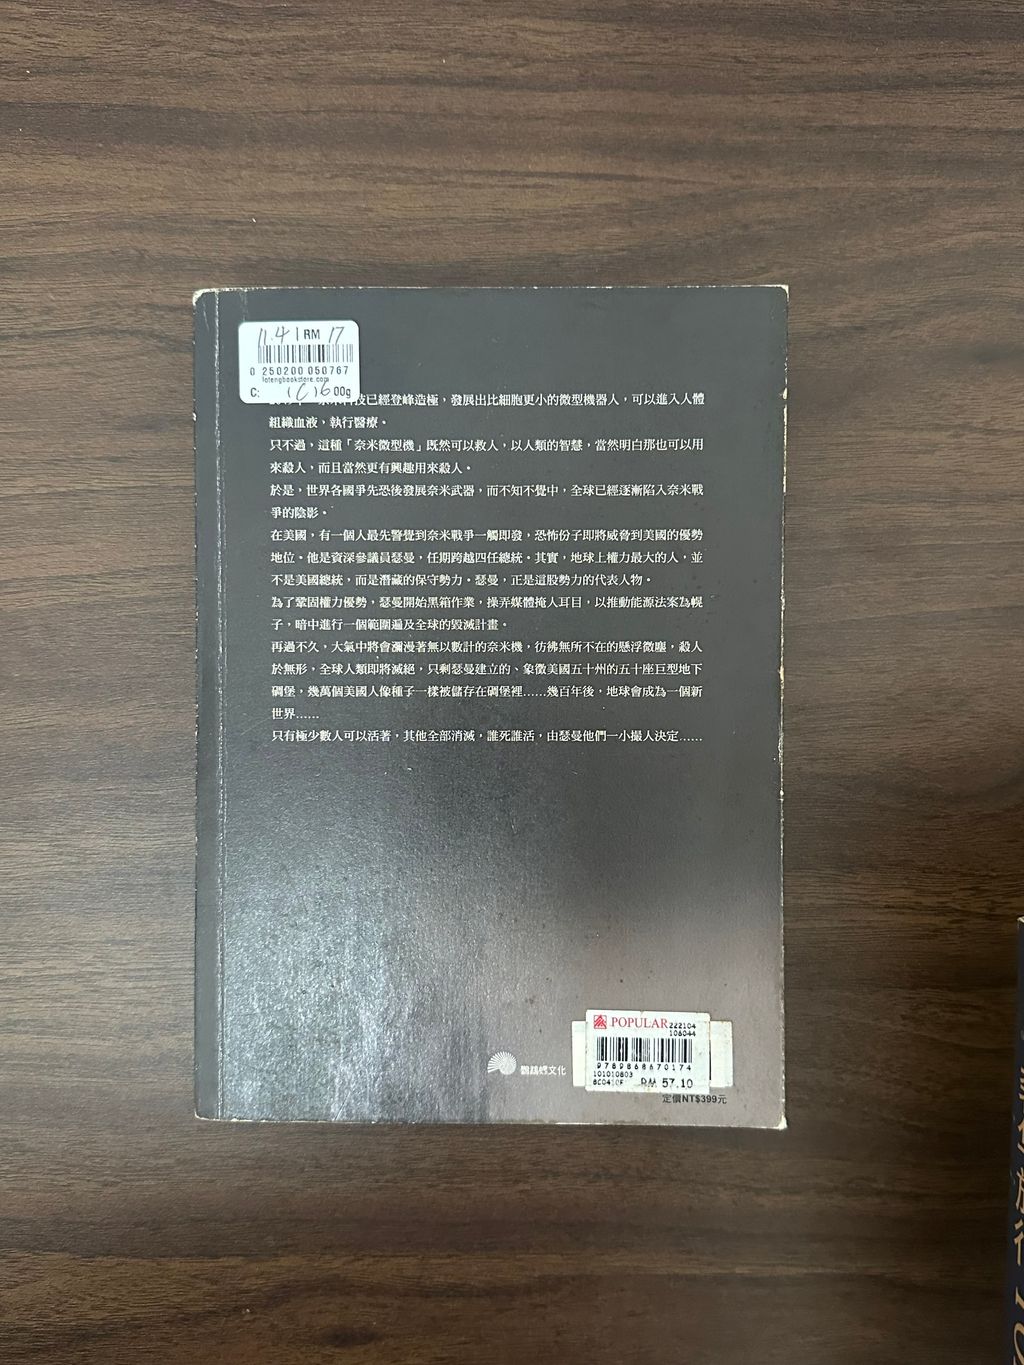 11.41 RM 17
0 250200 050767
fatengbookstore.com
C: 00g
技已經登峰造極，發展出比細胞更小的微型機器人，可以進入人體
組織血液，執行醫療。
只不過，這種「奈米微型機」既然可以救人，以人類的智慧，當然明白那也可以用
來殺人，而且當然更有興趣用來殺人。
於是，世界各國爭先恐後發展奈米武器，而不知不覺中，全球已經逐漸陷入奈米戰
爭的陰影。
在美國，有一個人最先警覺到奈米戰爭一觸即發，恐怖份子即將威脅到美國的優勢
地位。他是資深參議員瑟曼，任期跨越四任總統。其實，地球上權力最大的人，並
不是美國總統，而是潛藏的保守勢力。瑟曼，正是這股勢力的代表人物。
為了鞏固權力優勢，瑟曼開始黑箱作業，操弄媒體掩人耳目，以推動能源法案為幌
子，暗中進行一個範圍遍及全球的毀滅計畫。
再過不久，大氣中將會瀰漫著無以數計的奈米機，彷彿無所不在的懸浮微塵，殺人
於無形，全球人類即將滅絕，只剩瑟曼建立的、象徵美國五十州的五十座巨型地下
碉堡，幾萬個美國人像種子一樣被儲存在碉堡裡……幾百年後，地球會成為一個新
世界……
只有極少數人可以活著，其他全部消滅，誰死誰活，由瑟曼他們一小撮人決定……
POPULAR 222104
106044
9789868670174
101010803
RM 57.10
鸚鵡螺文化
定價NT$399元